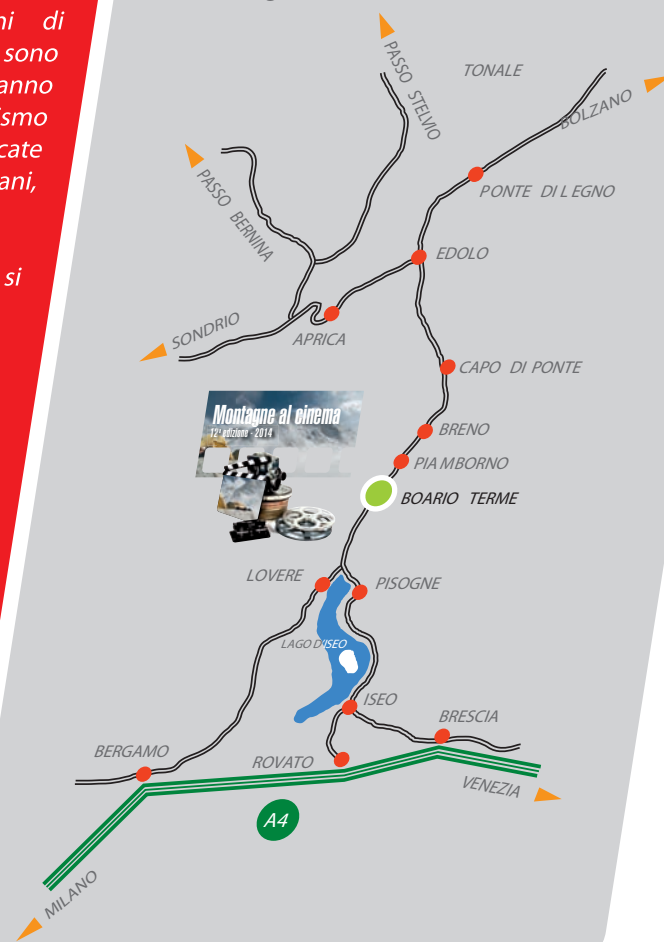 ni di
sono
anno
ismo
cate
ani,
si
PASSO STELVIO
TONALE
BOLZANO
PASSO BERNINA
PONTE DI LEGNO
EDOLO
SONDRIO
APRICA
CAPO DI PONTE
Montagne al cinema
12ª edizione - 2014
BRENO
PIAMBORNO
BOARIO TERME
LOVERE
PISOGNE
LAGO D'ISEO
ISEO
BRESCIA
BERGAMO
ROVATO
VENEZIA
A4
MILANO